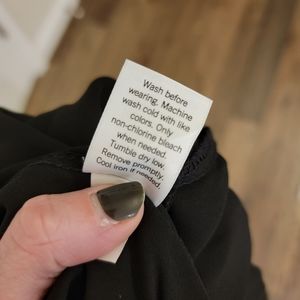 Wash before
wearing. Machine
wash cold with like
colors. Only
non-chlorine bleach
when needed.
Tumble dry low.
Remove promptly.
Cool iron if needed.